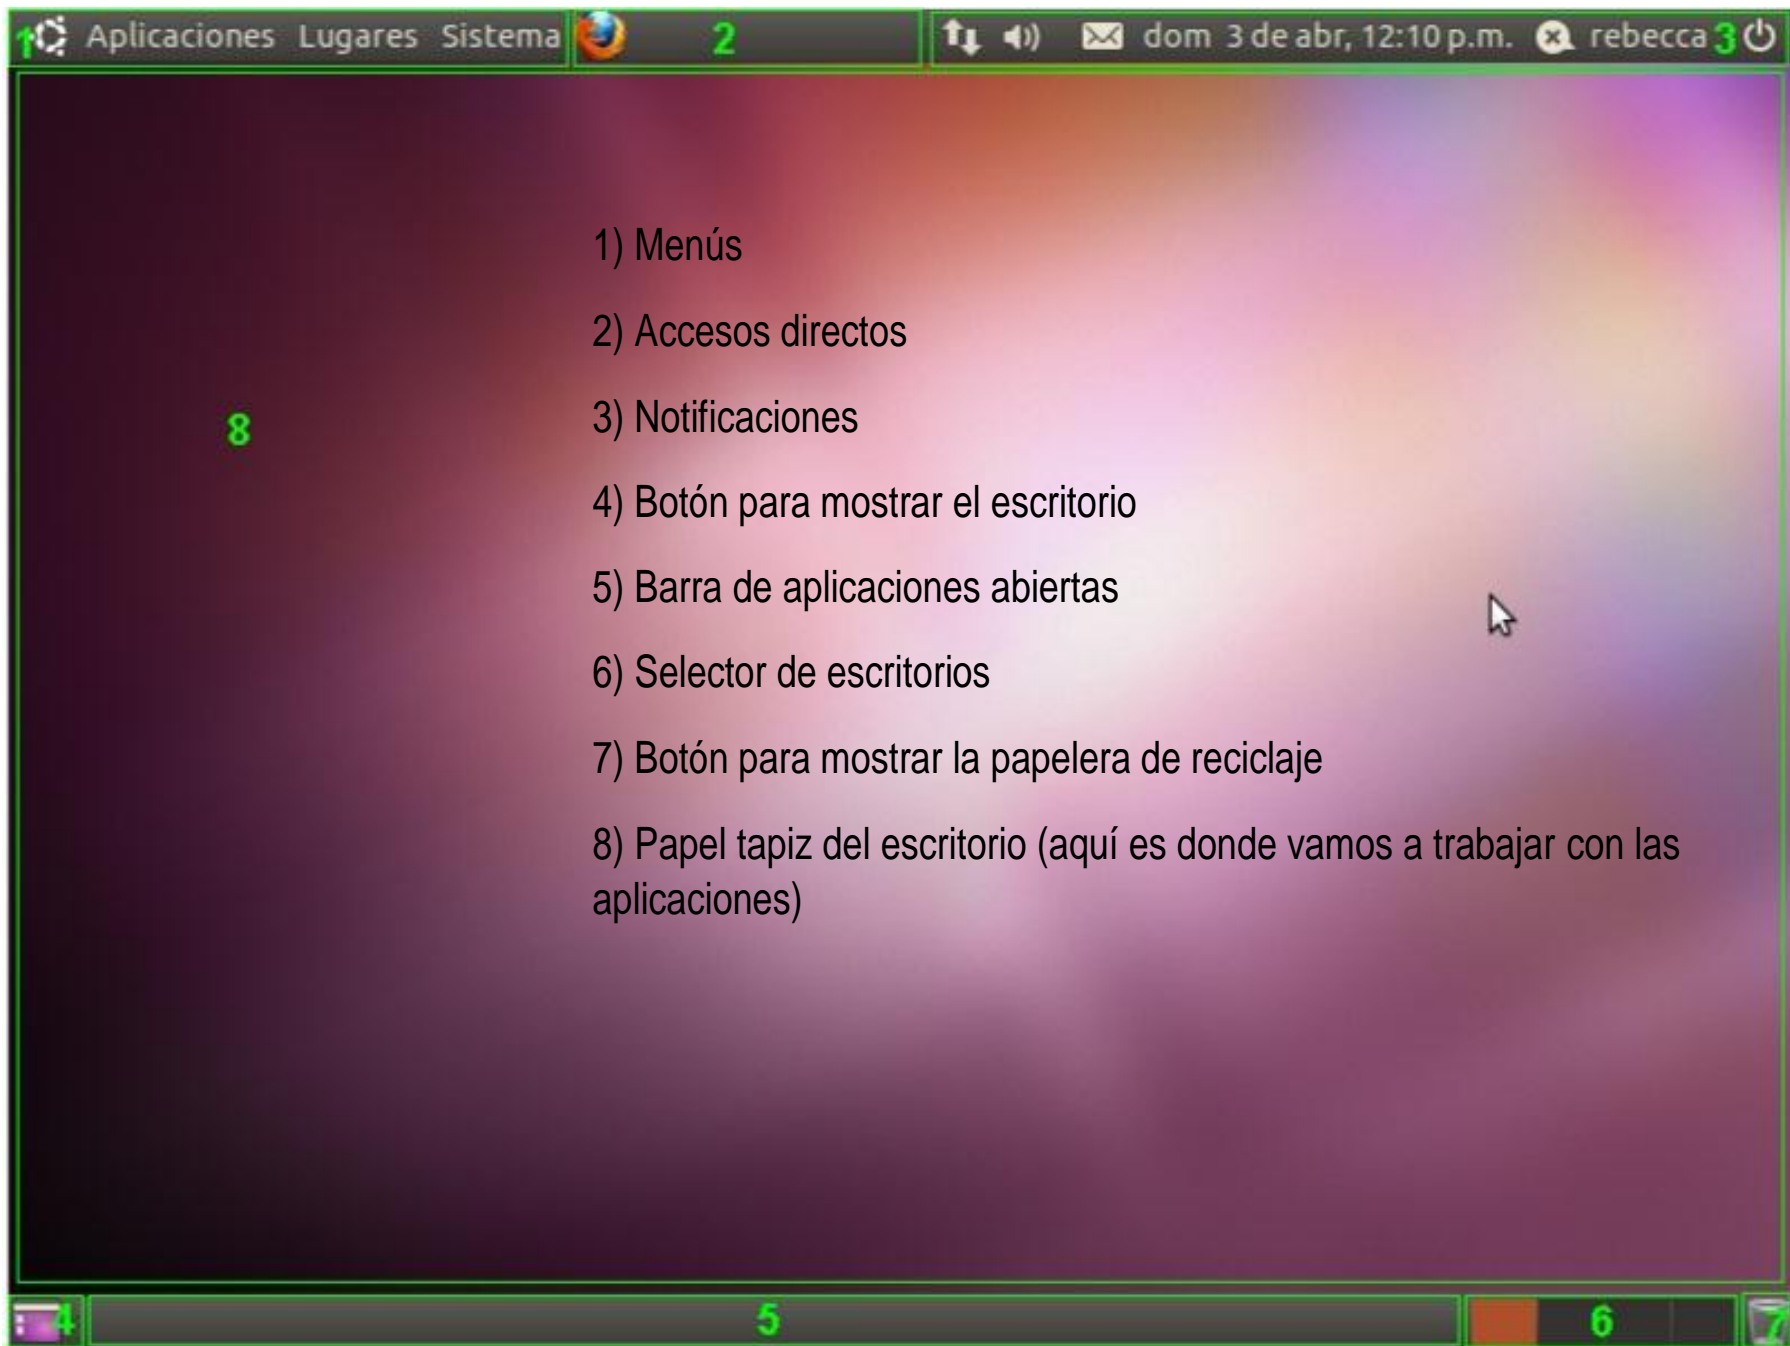 1 Aplicaciones Lugares Sistema 2 dom 3 de abr, 12:10 p.m. rebecca 3
1) Menús
2) Accesos directos
3) Notificaciones
8
4) Botón para mostrar el escritorio
5) Barra de aplicaciones abiertas
6) Selector de escritorios
7) Botón para mostrar la papelera de reciclaje
8) Papel tapiz del escritorio (aquí es donde vamos a trabajar con las
aplicaciones)
4 5 6 7